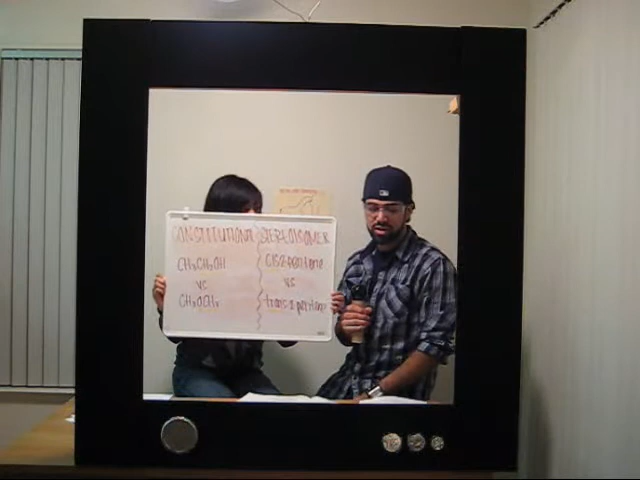 CONSTITUTIONAL STEREOISOMER
CH₃CH₂OH cis 2 pentene
vs vs
CH₃OCH₃ trans-2 pentene